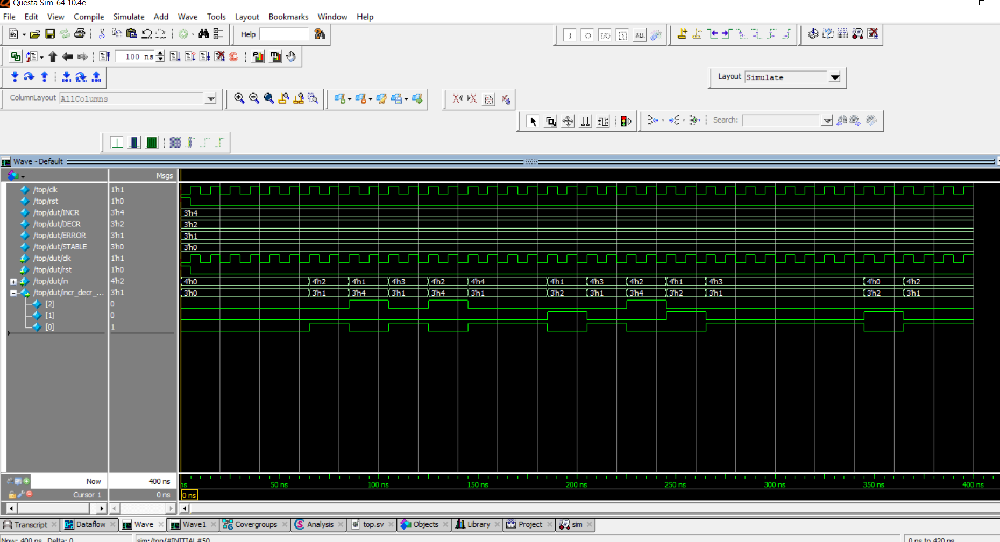 Questa Sim-64 10.4e
File Edit View Compile Simulate Add Wave Tools Layout Bookmarks Window Help
Help
1 O I/O 1 ALL
100 ns
Layout Simulate
ColumnLayout AllColumns
Search:
Wave - Default
Msgs
/top/clk 1'h1
/top/rst 1'h0
/top/dut/INCR 3'h4 3'h4
/top/dut/DECR 3'h2 3'h2
/top/dut/ERROR 3'h1 3'h1
/top/dut/STABLE 3'h0 3'h0
/top/dut/clk 1'h1
/top/dut/rst 1'h0
/top/dut/in 4'h2 4'h0 4'h2 4'h1 4'h3 4'h2 4'h4 4'h1 4'h3 4'h2 4'h1 4'h3 4'h0 4'h2
/top/dut/incr_decr_... 3'h1 3'h0 3'h1 3'h4 3'h1 3'h4 3'h1 3'h2 3'h1 3'h4 3'h2 3'h1 3'h2 3'h1
[2] 0
[1] 0
[0] 1
Now 400 ns ns 50 ns 100 ns 150 ns 200 ns 250 ns 300 ns 350 ns 400 ns
Cursor 1 0 ns 0 ns
Transcript Dataflow Wave Wave1 Covergroups Analysis top.sv Objects Library Project sim
Now: 400 ns Delta: 0 sim:/top/#INITIAL#50 0 ns to 420 ns